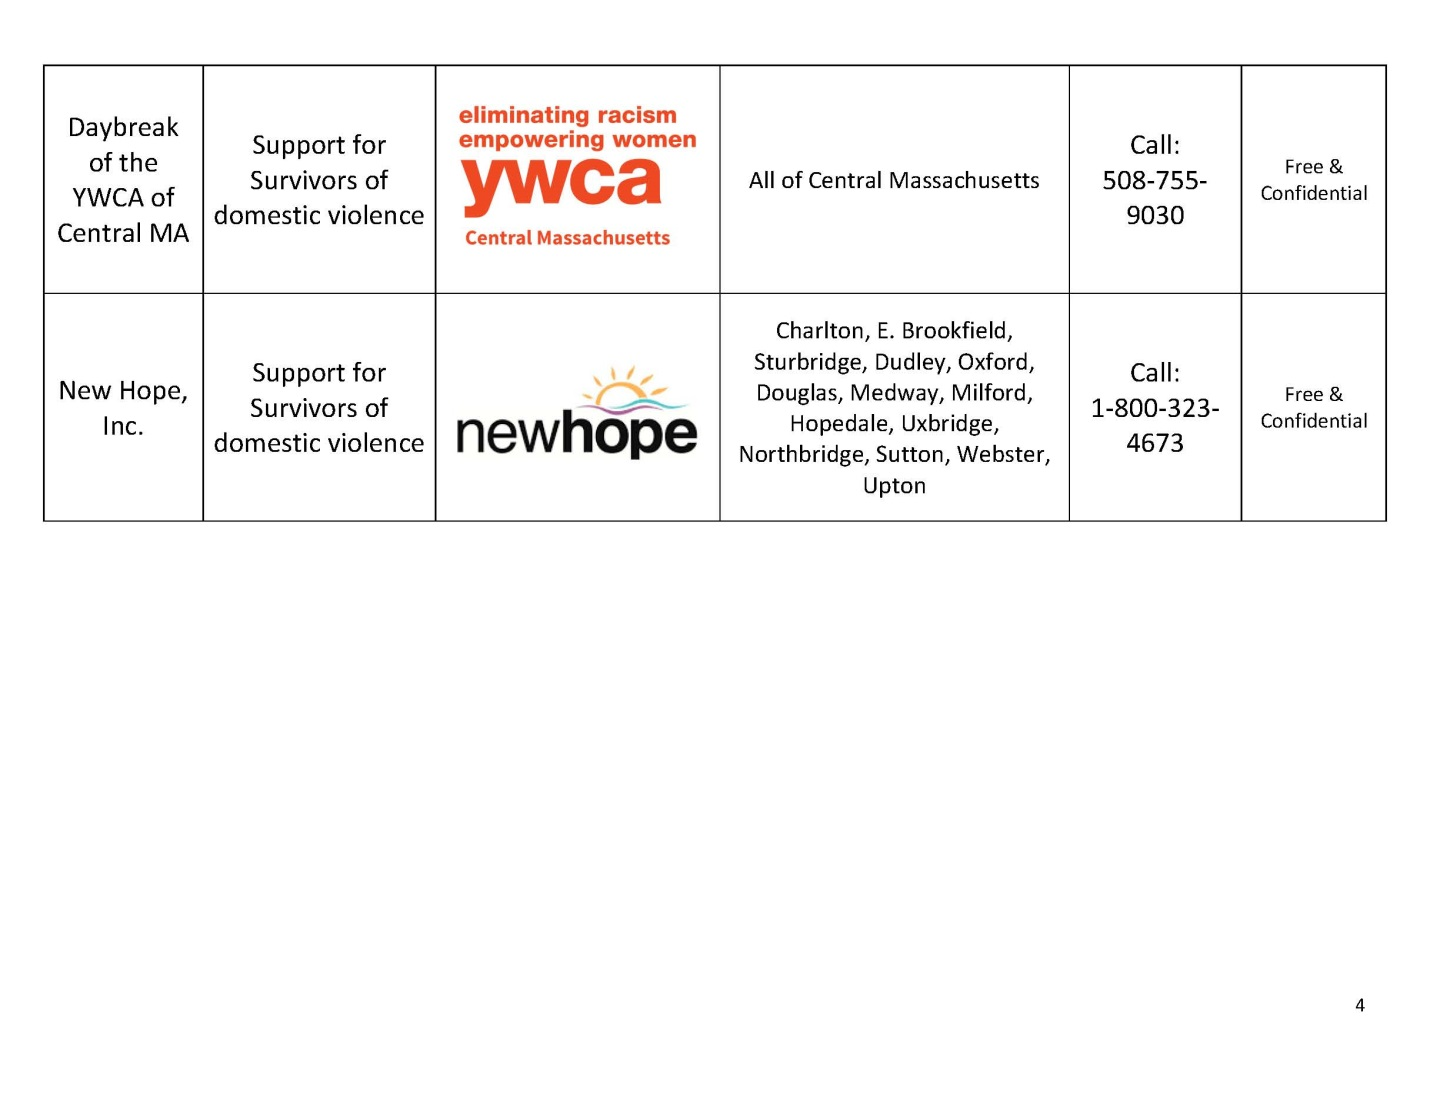 Daybreak
of the
YWCA of
Central MA
Support for
Survivors of
domestic violence
eliminating racism
empowering women
ywca
Central Massachusetts
All of Central Massachusetts
Call:
508-755-
9030
Free &
Confidential
New Hope,
Inc.
Support for
Survivors of
domestic violence
newhope
Charlton, E. Brookfield,
Sturbridge, Dudley, Oxford,
Douglas, Medway, Milford,
Hopedale, Uxbridge,
Northbridge, Sutton, Webster,
Upton
Call:
1-800-323-
4673
Free &
Confidential
4